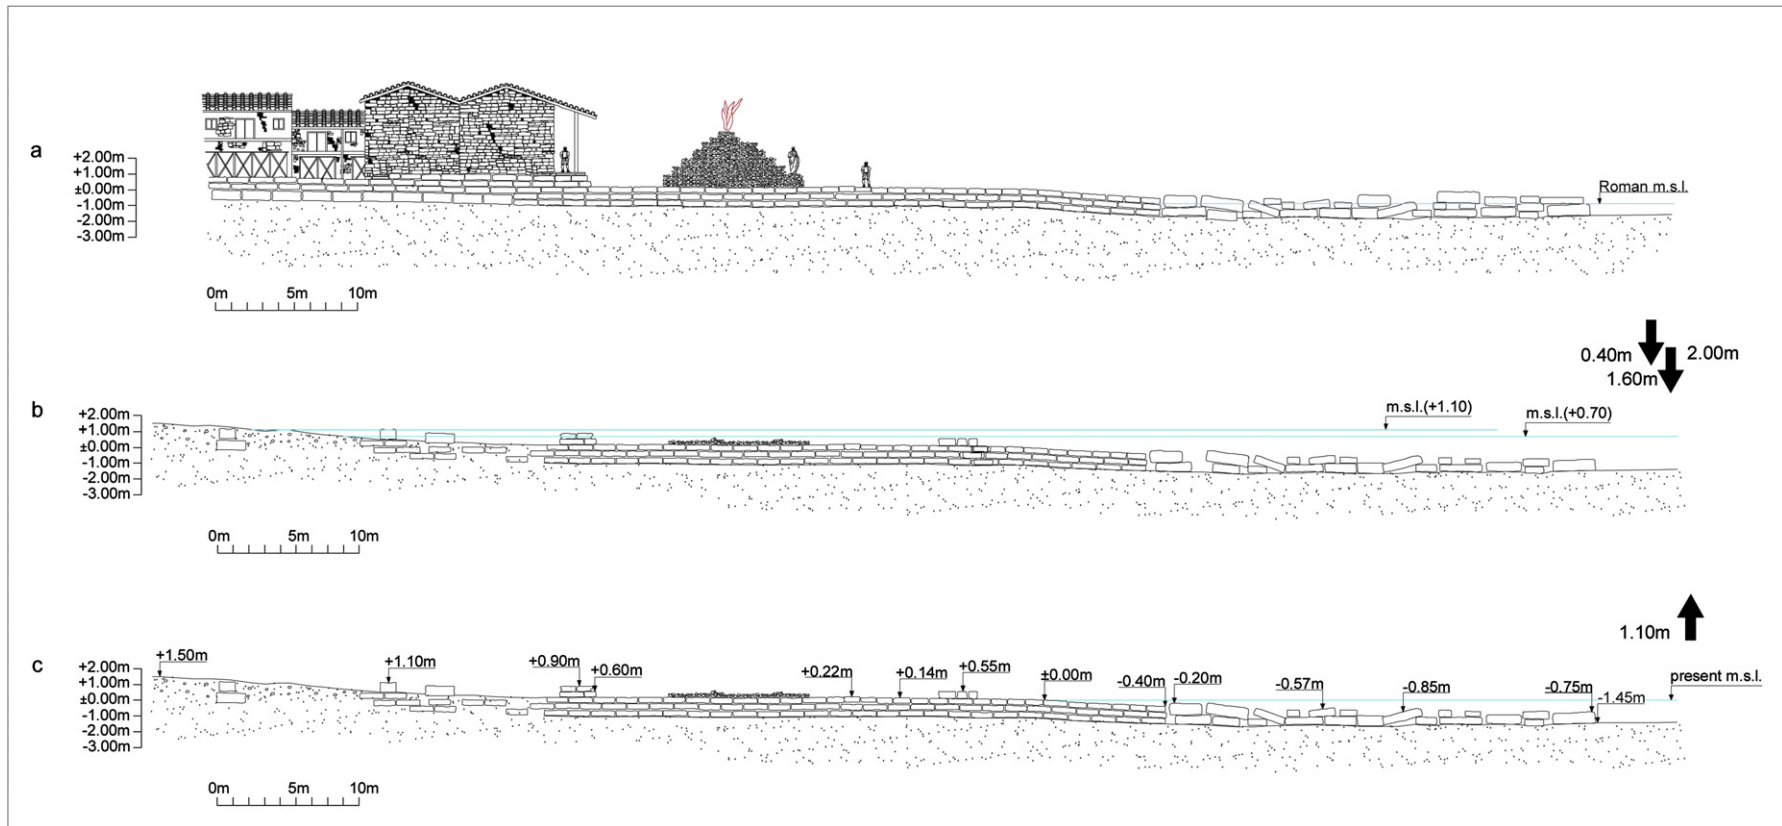 a
+2.00m
+1.00m
±0.00m
-1.00m
-2.00m
-3.00m
Roman m.s.l.
0m 5m 10m
0.40m 2.00m
1.60m
b
+2.00m
+1.00m
±0.00m
-1.00m
-2.00m
-3.00m
m.s.l.(+1.10)
m.s.l.(+0.70)
0m 5m 10m
1.10m
c
+2.00m
+1.00m
±0.00m
-1.00m
-2.00m
-3.00m
+1.50m
+1.10m
+0.90m
+0.60m
+0.22m
+0.14m
+0.55m
±0.00m
-0.40m
-0.20m
-0.57m
-0.85m
-0.75m
-1.45m
present m.s.l.
0m 5m 10m